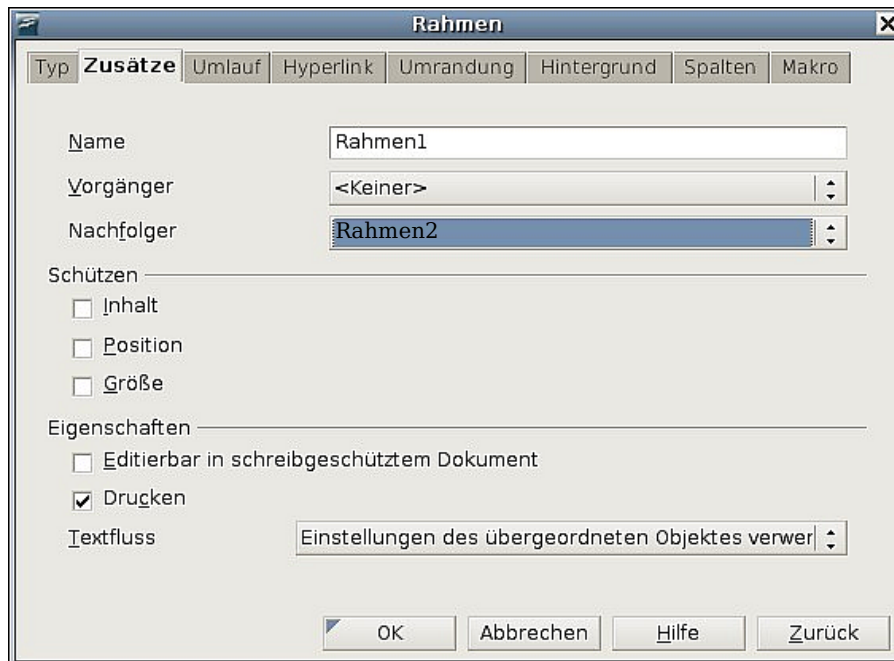 Rahmen
Typ Zusätze Umlauf Hyperlink Umrandung Hintergrund Spalten Makro
Name Rahmen1
Vorgänger <Keiner>
Nachfolger Rahmen2
Schützen
Inhalt
Position
Größe
Eigenschaften
Editierbar in schreibgeschütztem Dokument
Drucken
Textfluss Einstellungen des übergeordneten Objektes verwer
OK Abbrechen Hilfe Zurück